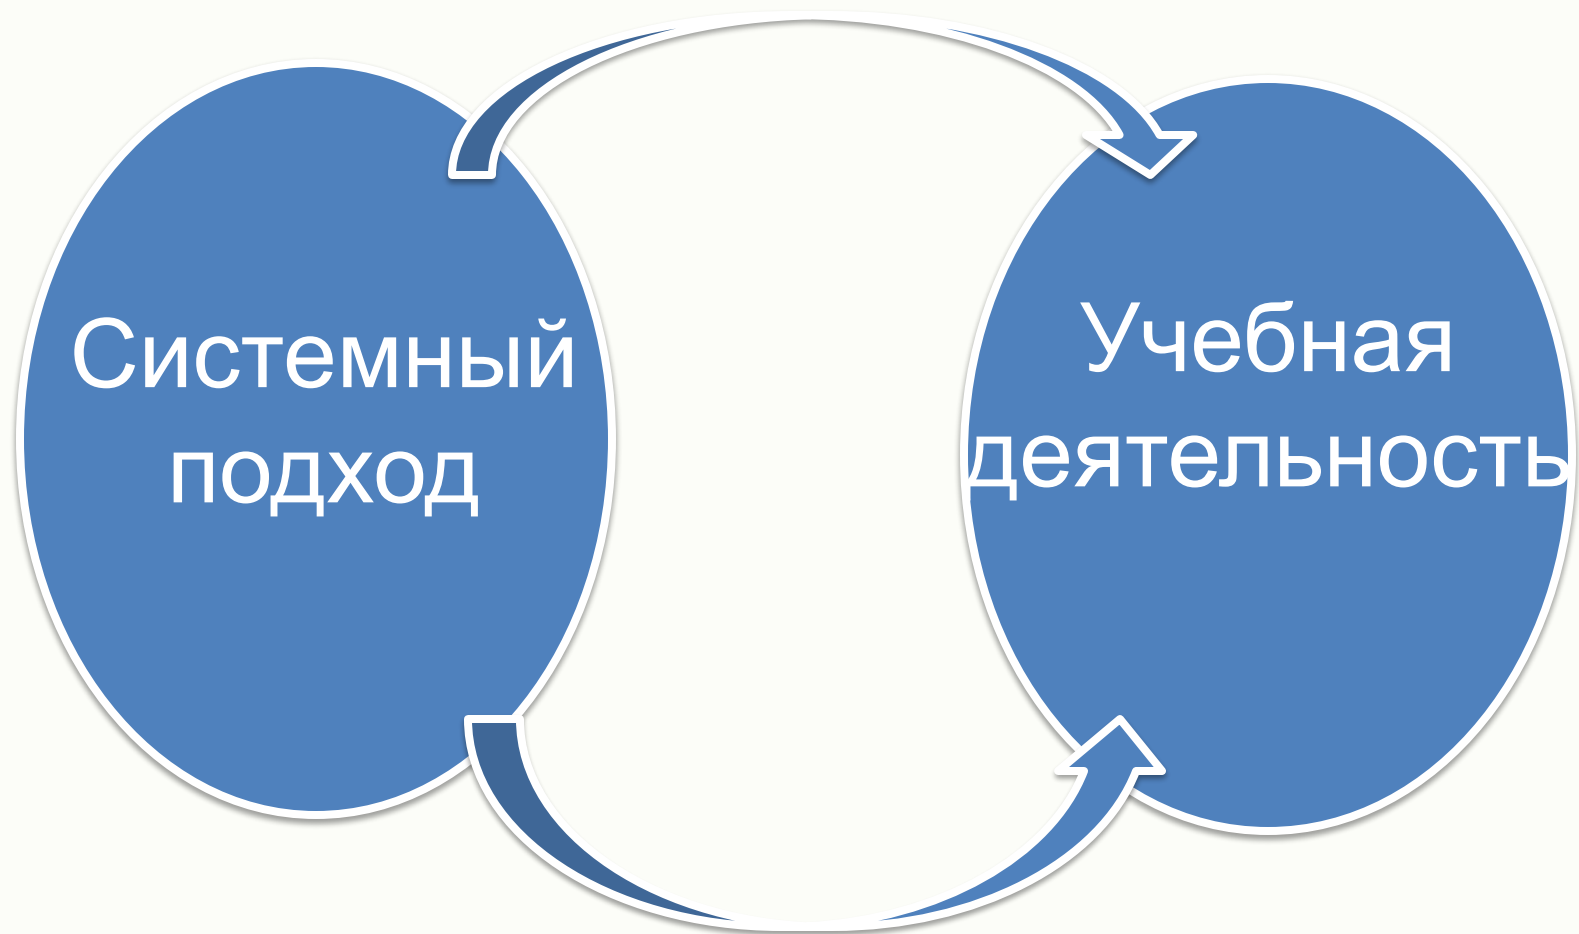 Системный
подход
Учебная
деятельность